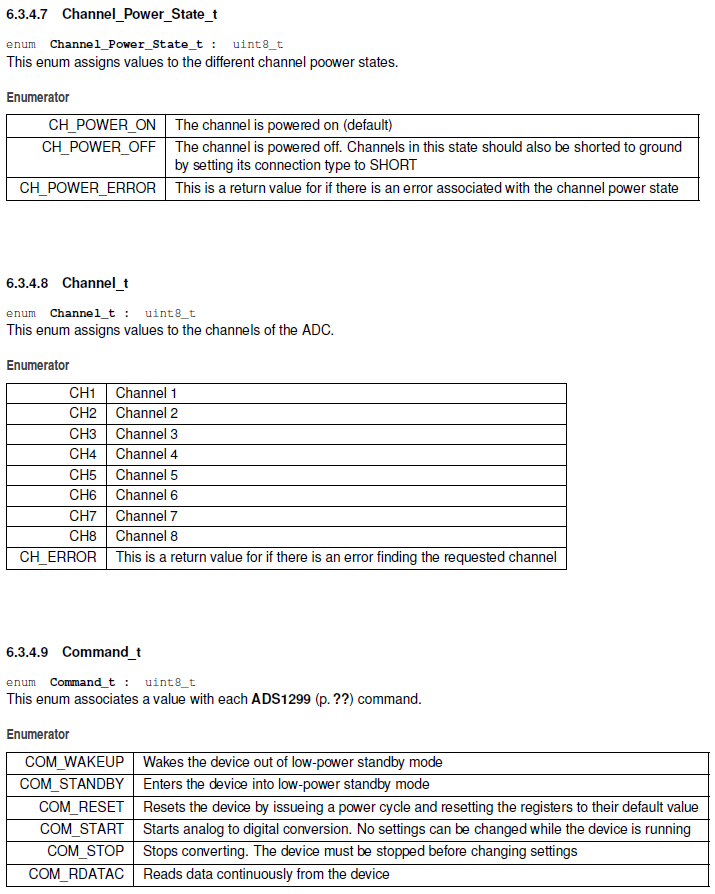 6.3.4.7 Channel_Power_State_t
enum Channel_Power_State_t : uint8_t
This enum assigns values to the different channel poower states.
Enumerator
CH_POWER_ON The channel is powered on (default)
CH_POWER_OFF The channel is powered off. Channels in this state should also be shorted to ground
by setting its connection type to SHORT
CH_POWER_ERROR This is a return value for if there is an error associated with the channel power state
6.3.4.8 Channel_t
enum Channel_t : uint8_t
This enum assigns values to the channels of the ADC.
Enumerator
CH1 Channel 1
CH2 Channel 2
CH3 Channel 3
CH4 Channel 4
CH5 Channel 5
CH6 Channel 6
CH7 Channel 7
CH8 Channel 8
CH_ERROR This is a return value for if there is an error finding the requested channel
6.3.4.9 Command_t
enum Command_t : uint8_t
This enum associates a value with each ADS1299 (p. ??) command.
Enumerator
COM_WAKEUP Wakes the device out of low-power standby mode
COM_STANDBY Enters the device into low-power standby mode
COM_RESET Resets the device by issueing a power cycle and resetting the registers to their default value
COM_START Starts analog to digital conversion. No settings can be changed while the device is running
COM_STOP Stops converting. The device must be stopped before changing settings
COM_RDATAC Reads data continuously from the device